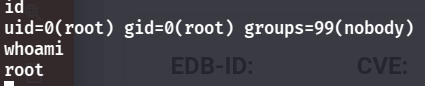 id
uid=0(root) gid=0(root) groups=99(nobody)
whoami
root
EDB-ID: CVE: